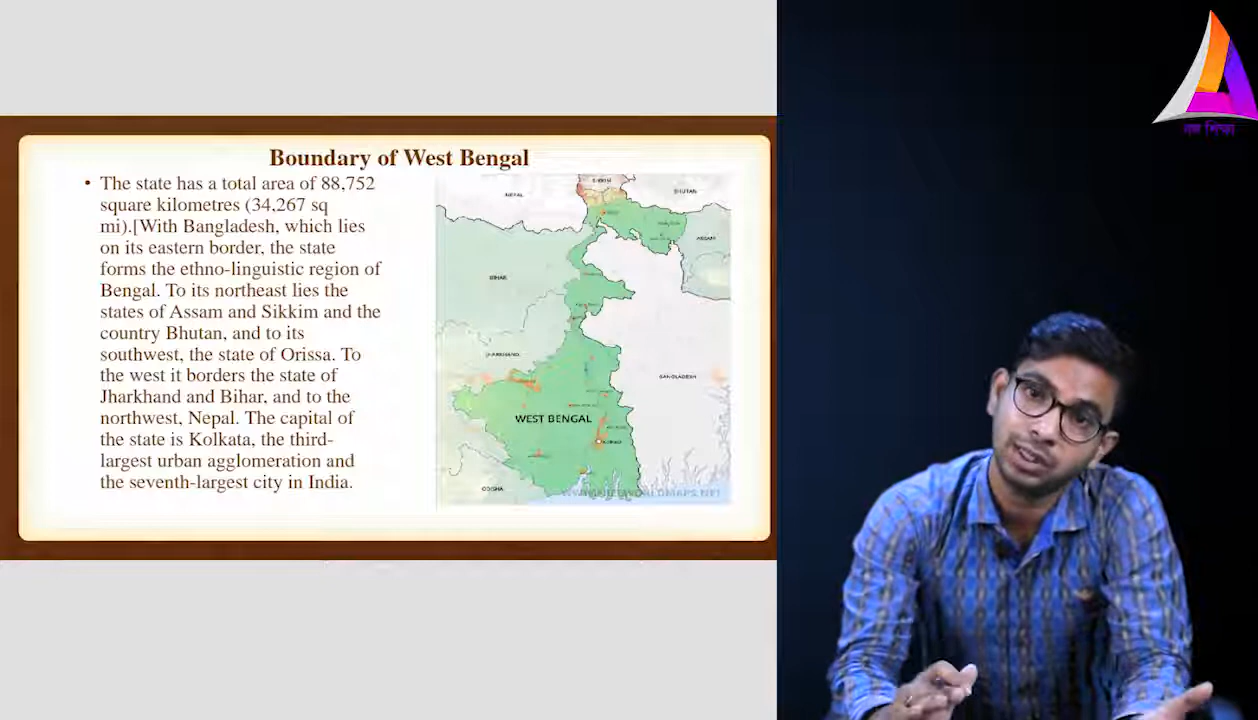 Boundary of West Bengal
• The state has a total area of 88,752
square kilometres (34,267 sq
mi).[With Bangladesh, which lies
on its eastern border, the state
forms the ethno-linguistic region of
Bengal. To its northeast lies the
states of Assam and Sikkim and the
country Bhutan, and to its
southwest, the state of Orissa. To
the west it borders the state of
Jharkhand and Bihar, and to the
northwest, Nepal. The capital of
the state is Kolkata, the third-
largest urban agglomeration and
the seventh-largest city in India.
SIKKIM
NEPAL
BHUTAN
ASSAM
BIHAR
JHARKHAND
BANGLADESH
WEST BENGAL
ODISHA